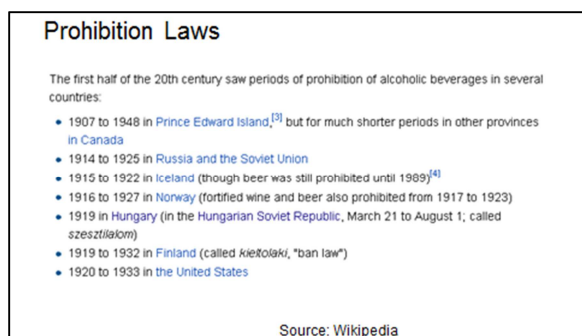 Prohibition Laws
The first half of the 20th century saw periods of prohibition of alcoholic beverages in several
countries:
• 1907 to 1948 in Prince Edward Island,[3] but for much shorter periods in other provinces
in Canada
• 1914 to 1925 in Russia and the Soviet Union
• 1915 to 1922 in Iceland (though beer was still prohibited until 1989)[4]
• 1916 to 1927 in Norway (fortified wine and beer also prohibited from 1917 to 1923)
• 1919 in Hungary (in the Hungarian Soviet Republic, March 21 to August 1; called
szesztilalom)
• 1919 to 1932 in Finland (called kieltolaki, "ban law")
• 1920 to 1933 in the United States
Source: Wikipedia